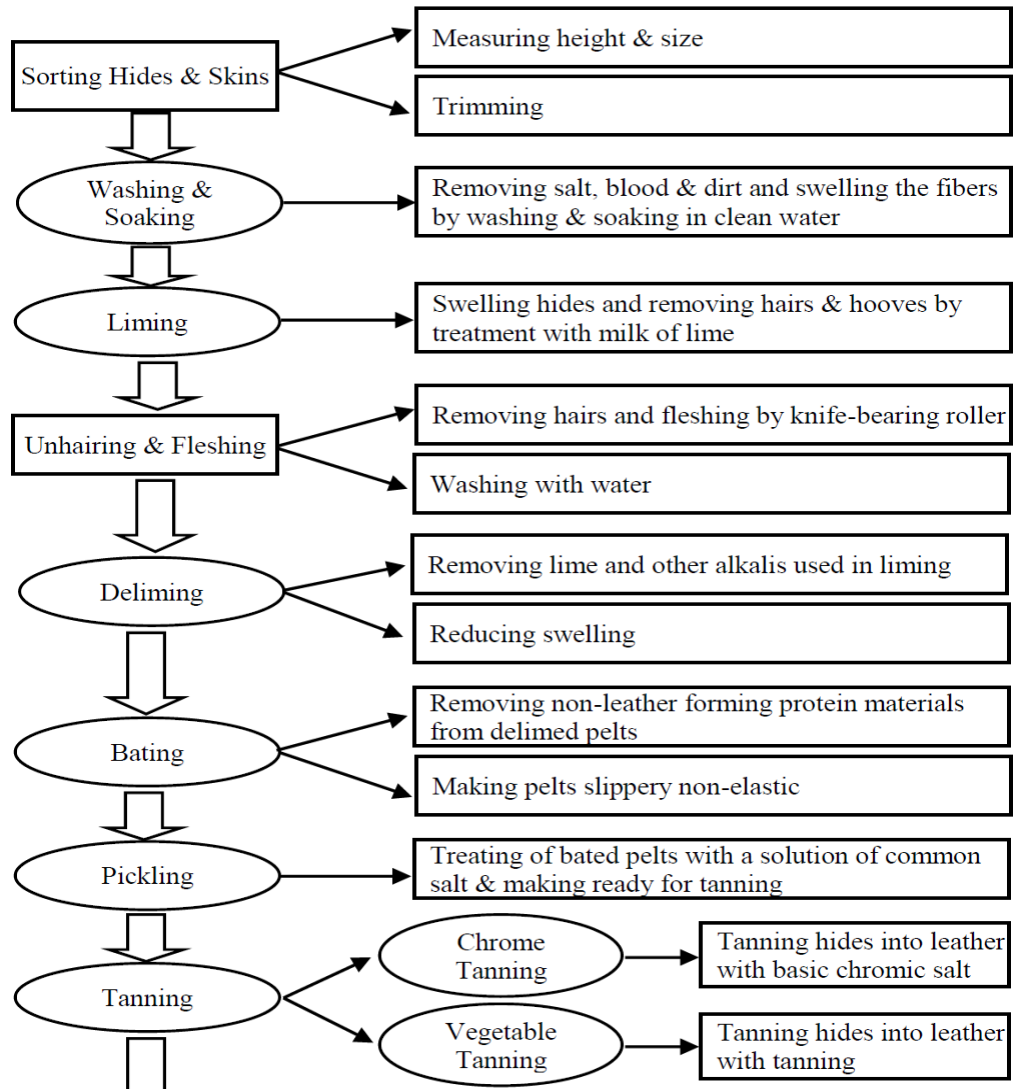 Sorting Hides & Skins
Measuring height & size
Trimming
Washing &
Soaking
Removing salt, blood & dirt and swelling the fibers
by washing & soaking in clean water
Liming
Swelling hides and removing hairs & hooves by
treatment with milk of lime
Unhairing & Fleshing
Removing hairs and fleshing by knife-bearing roller
Washing with water
Deliming
Removing lime and other alkalis used in liming
Reducing swelling
Bating
Removing non-leather forming protein materials
from delimed pelts
Making pelts slippery non-elastic
Pickling
Treating of bated pelts with a solution of common
salt & making ready for tanning
Tanning
Chrome
Tanning
Tanning hides into leather
with basic chromic salt
Vegetable
Tanning
Tanning hides into leather
with tanning